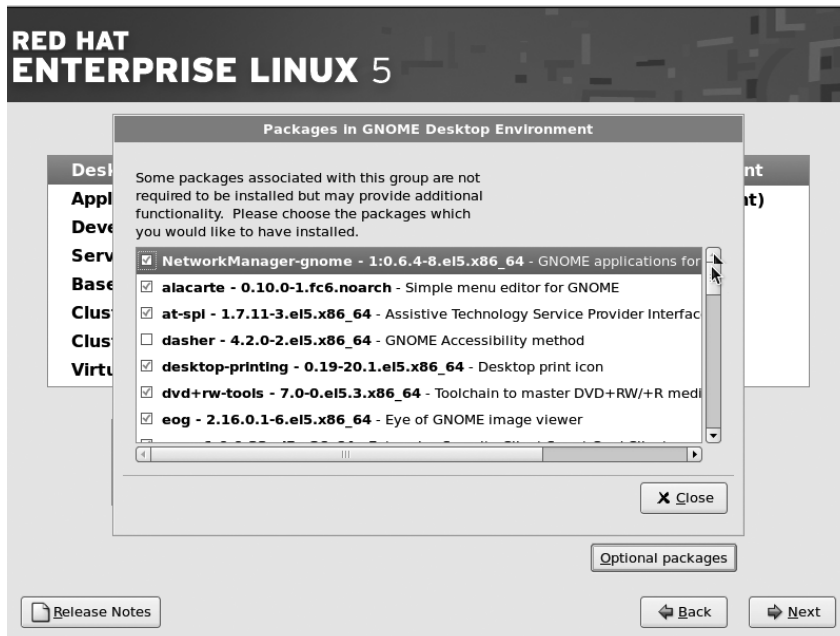 RED HAT
ENTERPRISE LINUX 5
Packages in GNOME Desktop Environment
Some packages associated with this group are not
required to be installed but may provide additional
functionality. Please choose the packages which
you would like to have installed.
NetworkManager-gnome - 1:0.6.4-8.el5.x86_64 - GNOME applications for
alacarte - 0.10.0-1.fc6.noarch - Simple menu editor for GNOME
at-spi - 1.7.11-3.el5.x86_64 - Assistive Technology Service Provider Interfac
dasher - 4.2.0-2.el5.x86_64 - GNOME Accessibility method
desktop-printing - 0.19-20.1.el5.x86_64 - Desktop print icon
dvd+rw-tools - 7.0-0.el5.3.x86_64 - Toolchain to master DVD+RW/+R medi
eog - 2.16.0.1-6.el5.x86_64 - Eye of GNOME image viewer
Close
Desk
Appl
Deve
Serv
Base
Clus
Clus
Virtu
nt
nt)
Optional packages
Release Notes
Back
Next